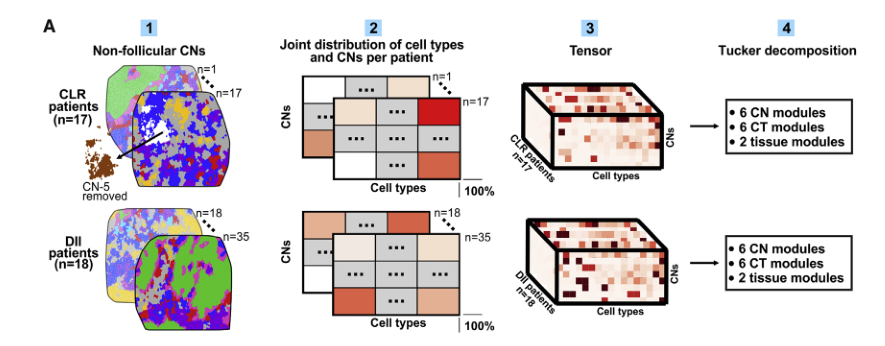 A
1
Non-follicular CNs
CLR
patients
(n=17)
n=1
n=17
CN-5
removed
DII
patients
(n=18)
n=18
n=35
2
Joint distribution of cell types
and CNs per patient
CNs
n=1
n=17
...
...
...
...
...
...
Cell types
100%
CNs
n=18
n=35
...
...
...
...
...
...
Cell types
100%
3
Tensor
CLR patients
n=17
Cell types
CNs
DII patients
n=18
Cell types
CNs
4
Tucker decomposition
• 6 CN modules
• 6 CT modules
• 2 tissue modules
• 6 CN modules
• 6 CT modules
• 2 tissue modules